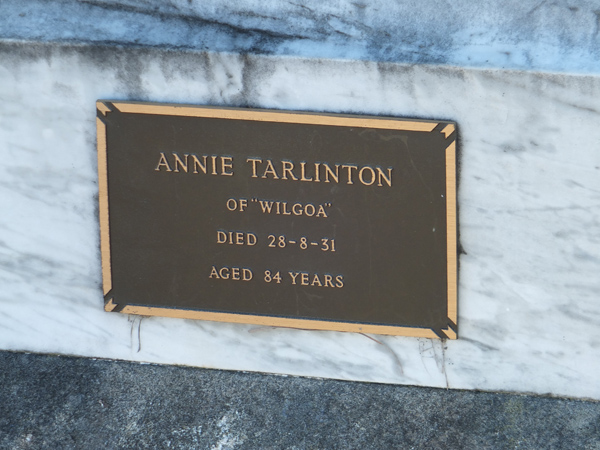 ANNIE TARLINTON
OF "WILGOA"
DIED 28-8-31
AGED 84 YEARS